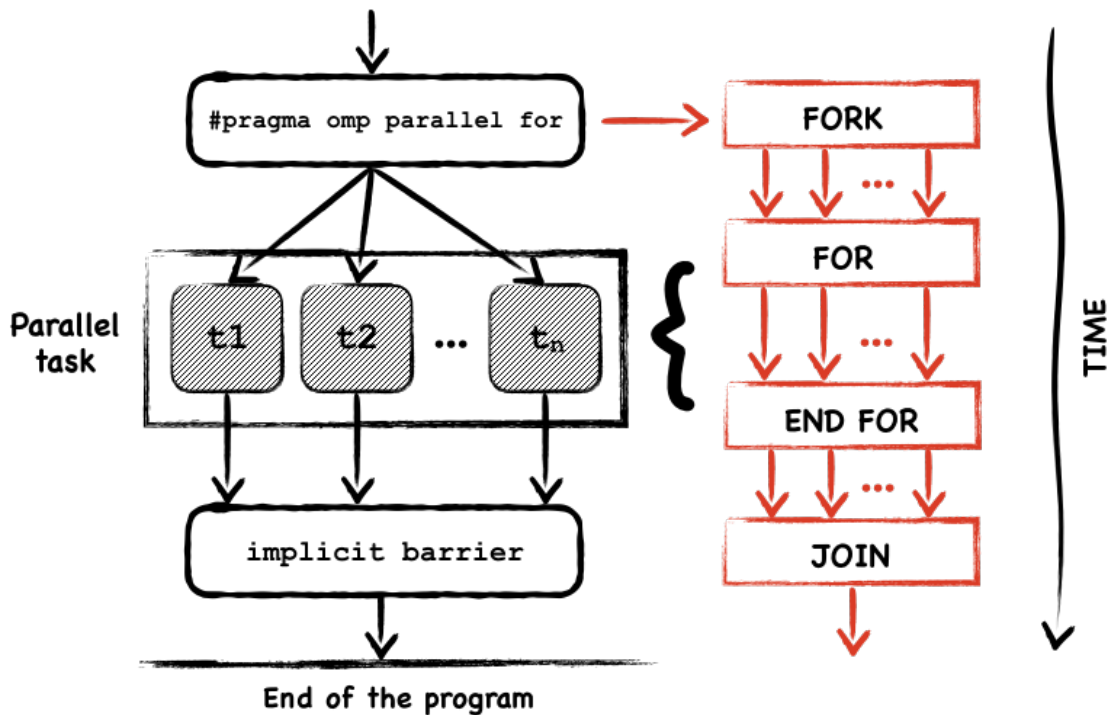 #pragma omp parallel for
FORK
...
FOR
Parallel
task
t1
t2
...
tn
...
END FOR
...
implicit barrier
JOIN
End of the program
TIME